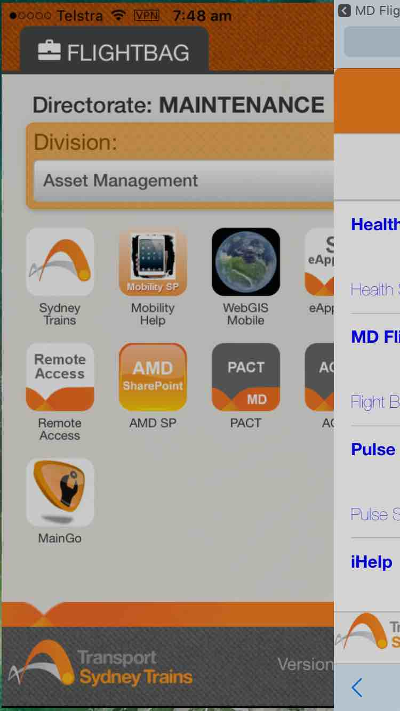 Telstra VPN 7:48 am
MD Flig
FLIGHTBAG
Directorate: MAINTENANCE
Division:
Asset Management
Mobility SP
S
eApp
Sydney
Trains
Mobility
Help
WebGIS
Mobile
eApp
Remote
Access
AMD
SharePoint
PACT
MD
AC
Remote
Access
AMD SP
PACT
AC
MainGo
Transport
Sydney Trains
Version
Health
Health S
MD Fli
Flight B
Pulse
Pulse S
iHelp
Tr
S